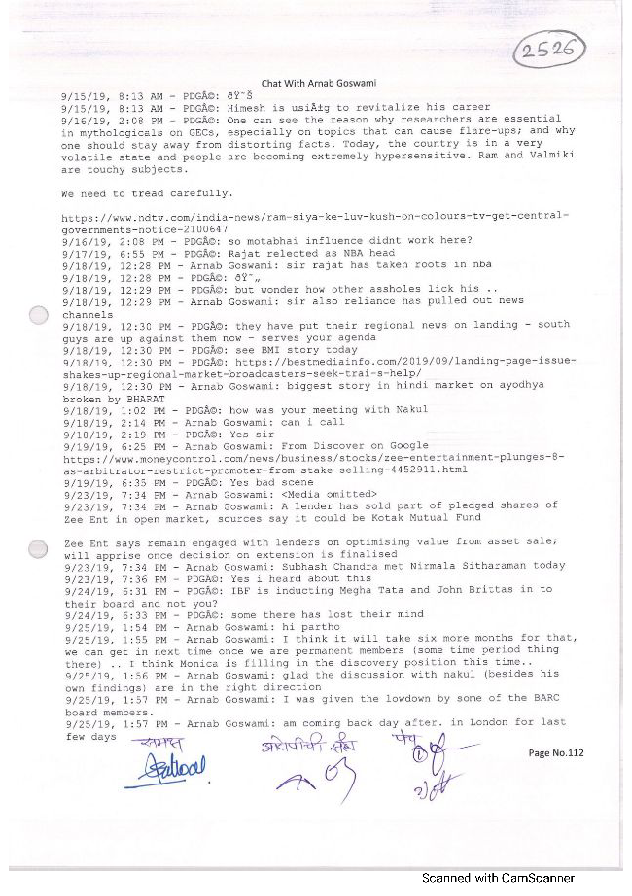 2526
Chat With Arnab Goswami
9/15/19, 8:13 AM - PDGÃ©: ðŸ˜Š
9/15/19, 8:13 AM - PDGÃ©: Himesh is usiÃ±g to revitalize his career
9/16/19, 2:08 PM - PDGÃ©: One can see the reason why researchers are essential
in mythologicals on GECs, especially on topics that can cause flare-ups; and why
one should stay away from distorting facts. Today, the country is in a very
volatile state and people are becoming extremely hypersensitive. Ram and Valmiki
are touchy subjects.
We need to tread carefully.
https://www.ndtv.com/india-news/ram-siya-ke-luv-kush-on-colours-tv-get-central-
governments-notice-2100647
9/16/19, 2:08 PM - PDGÃ©: so motabhai influence didnt work here?
9/17/19, 6:55 PM - PDGÃ©: Rajat relected as NBA head
9/18/19, 12:28 PM - Arnab Goswami: sir rajat has taken roots in nba
9/18/19, 12:28 PM - PDGÃ©: ðŸ˜„
9/18/19, 12:29 PM - PDGÃ©: but wonder how other assholes lick his ..
9/18/19, 12:29 PM - Arnab Goswami: sir also reliance has pulled out news
channels
9/18/19, 12:30 PM - PDGÃ©: they have put their regional news on landing - south
guys are up against them now - serves your agenda
9/18/19, 12:30 PM - PDGÃ©: see BMI story today
9/18/19, 12:30 PM - PDGÃ©: https://bestmediainfo.com/2019/09/landing-page-issue-
shakes-up-regional-market-broadcasters-seek-trai-s-help/
9/18/19, 12:30 PM - Arnab Goswami: biggest story in hindi market on ayodhya
broken by BHARAT
9/18/19, 1:02 PM - PDGÃ©: how was your meeting with Nakul
9/18/19, 2:14 PM - Arnab Goswami: can i call
9/18/19, 2:19 PM - PDGÃ©: Yes sir
9/19/19, 6:25 PM - Arnab Goswami: From Discover on Google
https://www.moneycontrol.com/news/business/stocks/zee-entertainment-plunges-8-
as-arbitrator-restrict-promoter-from-stake-selling-4452911.html
9/19/19, 6:35 PM - PDGÃ©: Yes bad scene
9/23/19, 7:34 PM - Arnab Goswami: <Media omitted>
9/23/19, 7:34 PM - Arnab Goswami: A lender has sold part of pledged shares of
Zee Ent in open market, sources say it could be Kotak Mutual Fund
Zee Ent says remain engaged with lenders on optimising value from asset sale,
will apprise once decision on extension is finalised
9/23/19, 7:34 PM - Arnab Goswami: Subhash Chandra met Nirmala Sitharaman today
9/23/19, 7:36 PM - PDGÃ©: Yes i heard about this
9/24/19, 5:31 PM - PDGÃ©: IBF is inducting Megha Tata and John Brittas in to
their board and not you?
9/24/19, 5:33 PM - PDGÃ©: some there has lost their mind
9/25/19, 1:54 PM - Arnab Goswami: hi partho
9/25/19, 1:55 PM - Arnab Goswami: I think it will take six more months for that,
we can get in next time once we are permanent members (some time period thing
there) .. I think Monica is filling in the discovery position this time..
9/25/19, 1:56 PM - Arnab Goswami: glad the discussion with nakul (besides his
own findings) are in the right direction
9/25/19, 1:57 PM - Arnab Goswami: I was given the lowdown by some of the BARC
board members.
9/25/19, 1:57 PM - Arnab Goswami: am coming back day after. in London for last
few days
समक्ष
पंच
Page No.112
Scanned with CamScanner